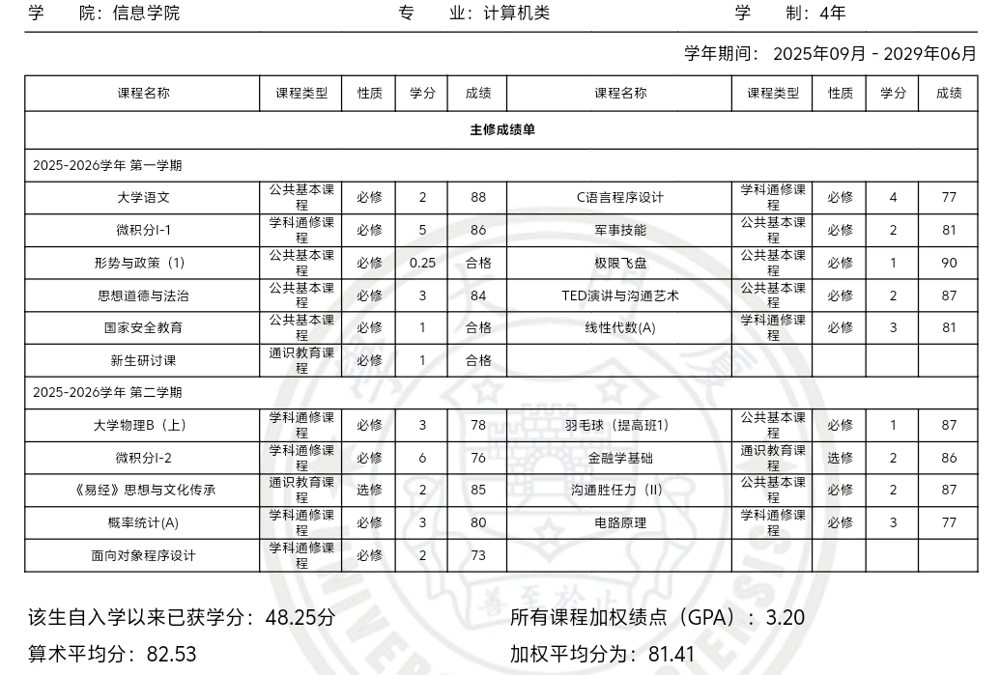 学 院：信息学院 专 业：计算机类 学 制：4年
学年期间： 2025年09月 - 2029年06月
课程名称 课程类型 性质 学分 成绩 课程名称 课程类型 性质 学分 成绩
主修成绩单
2025-2026学年 第一学期
大学语文 公共基本课程 必修 2 88 C语言程序设计 学科通修课程 必修 4 77
微积分I-1 学科通修课程 必修 5 86 军事技能 公共基本课程 必修 2 81
形势与政策（1） 公共基本课程 必修 0.25 合格 极限飞盘 公共基本课程 必修 1 90
思想道德与法治 公共基本课程 必修 3 84 TED演讲与沟通艺术 公共基本课程 必修 2 87
国家安全教育 公共基本课程 必修 1 合格 线性代数(A) 学科通修课程 必修 3 81
新生研讨课 通识教育课程 必修 1 合格
2025-2026学年 第二学期
大学物理B（上） 学科通修课程 必修 3 78 羽毛球（提高班1） 公共基本课程 必修 1 87
微积分I-2 学科通修课程 必修 6 76 金融学基础 通识教育课程 选修 2 86
《易经》思想与文化传承 通识教育课程 选修 2 85 沟通胜任力（II） 公共基本课程 必修 2 87
概率统计(A) 学科通修课程 必修 3 80 电路原理 学科通修课程 必修 3 77
面向对象程序设计 学科通修课程 必修 2 73
该生自入学以来已获学分：48.25分 所有课程加权绩点（GPA）：3.20
算术平均分：82.53 加权平均分为：81.41